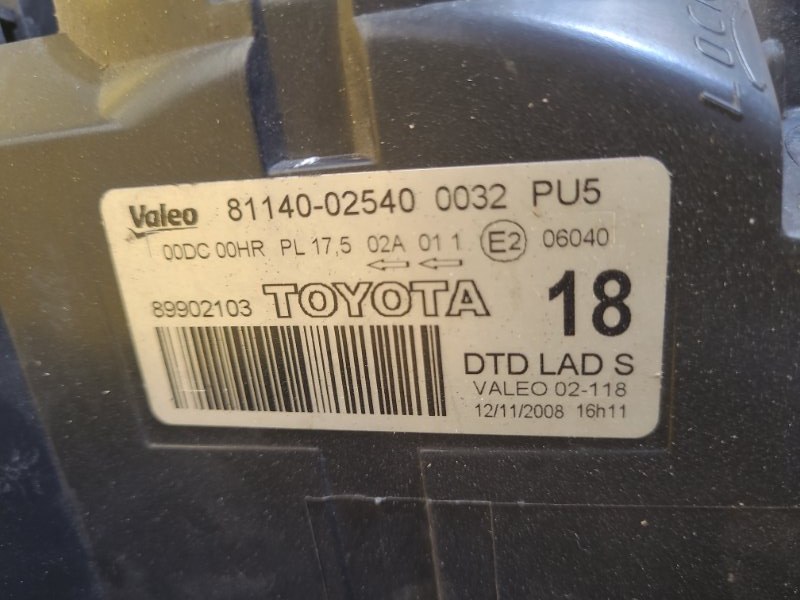 LOCK
Valeo 81140-02540 0032 PU5
00DC 00HR PL 17,5 02A 01 1 E2 06040
89902103 TOYOTA 18
DTD LAD S
VALEO 02-118
12/11/2008 16h11